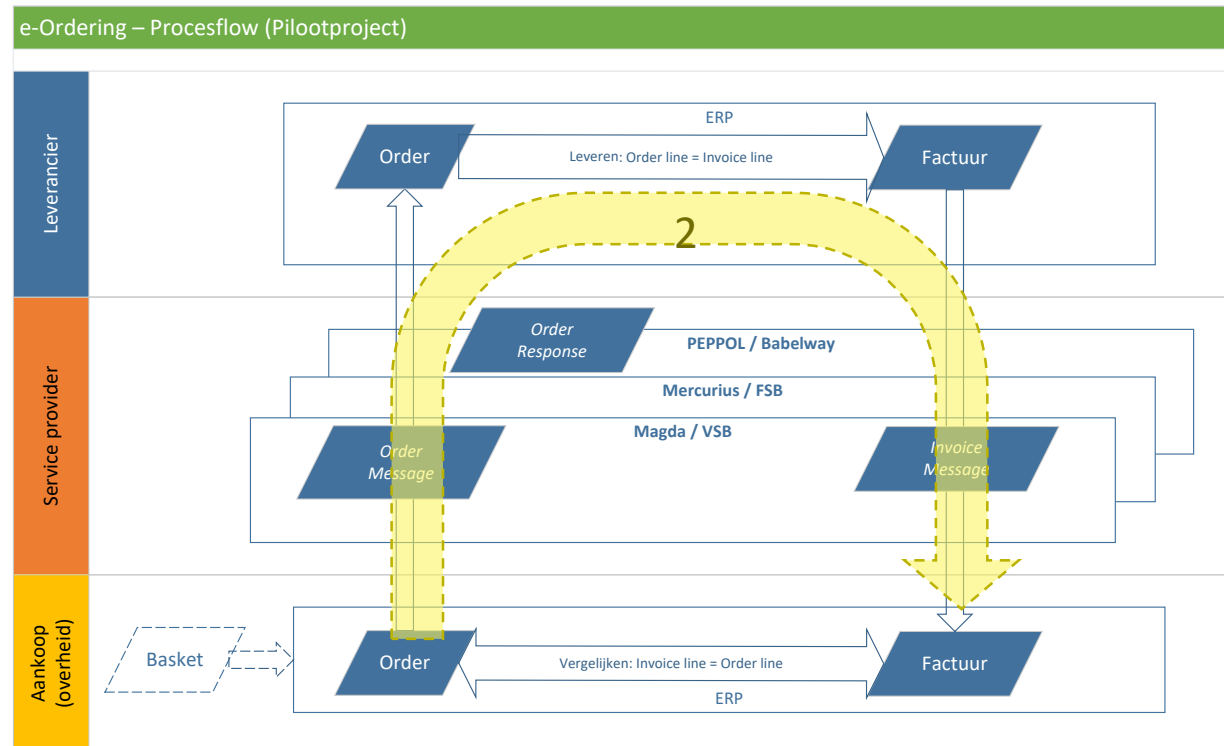 e-Ordering – Procesflow (Pilootproject)
Leverancier
ERP
Order
Leveren: Order line = Invoice line
Factuur
2
Service provider
Order
Response
PEPPOL / Babelway
Mercurius / FSB
Magda / VSB
Order
Message
Invoice
Message
Aankoop
(overheid)
Basket
Order
Vergelijken: Invoice line = Order line
Factuur
ERP